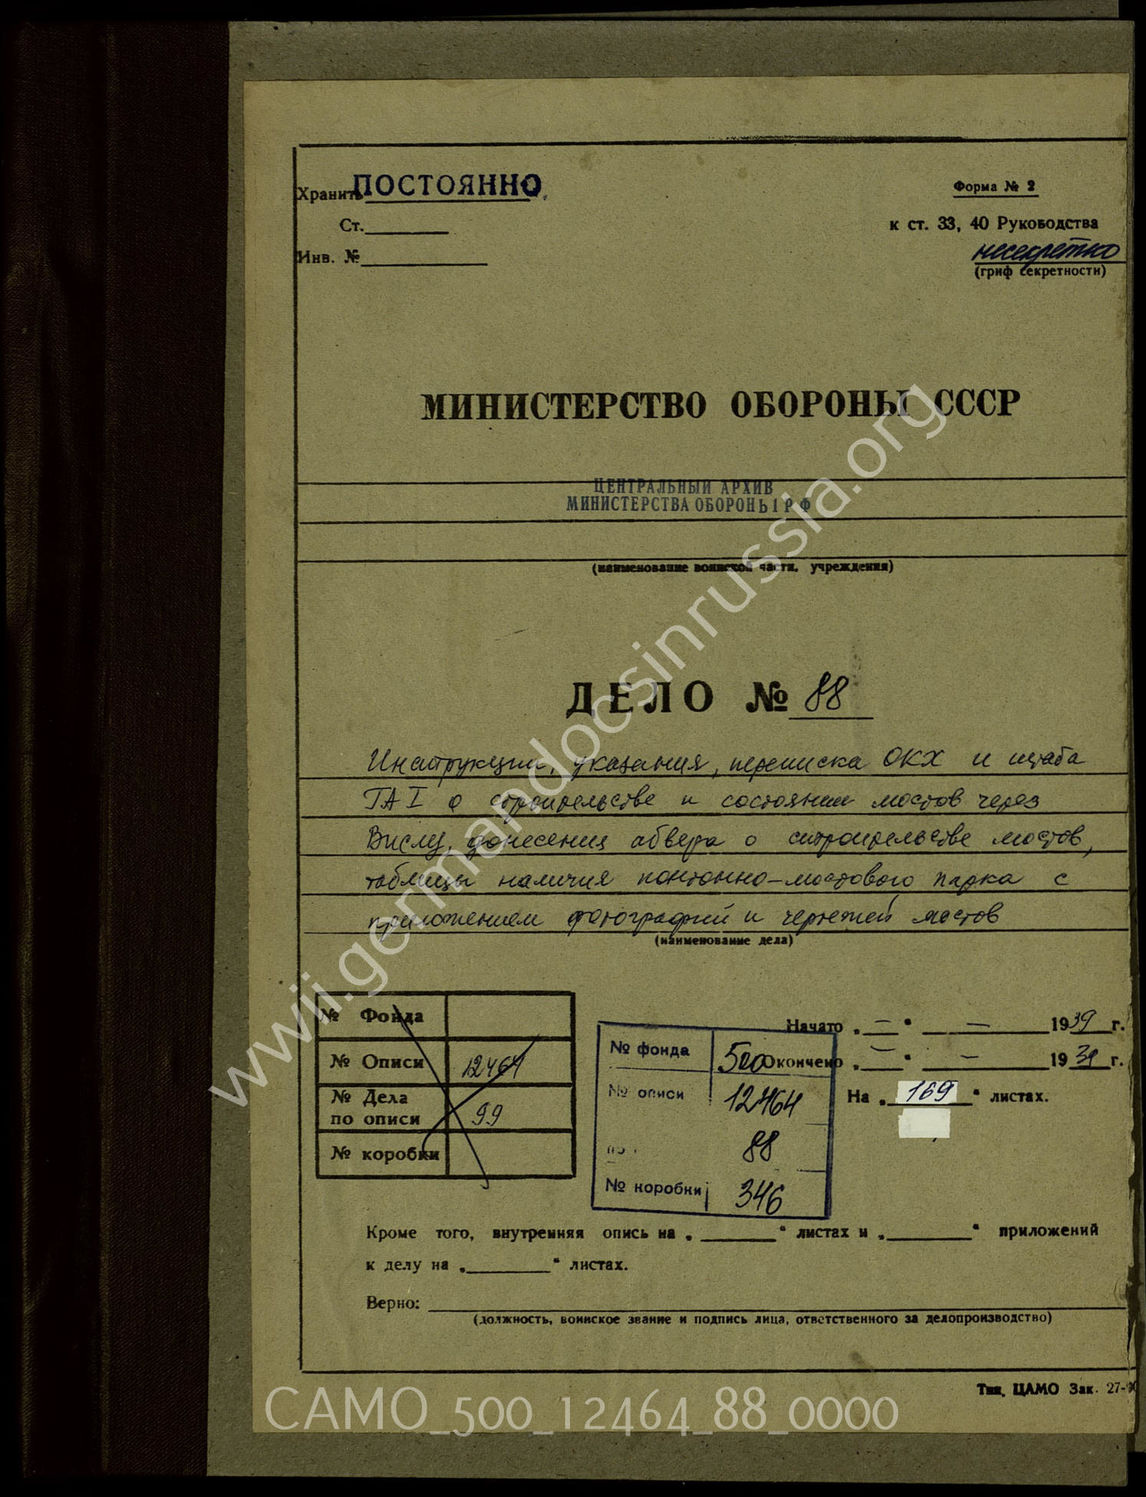 Хранить ПОСТОЯННО
Ст.
Инв. №
Форма № 2
к ст. 33, 40 Руководства
несекретно
(гриф секретности)
МИНИСТЕРСТВО ОБОРОНЫ СССР
ЦЕНТРАЛЬНЫЙ АРХИВ
МИНИСТЕРСТВА ОБОРОНЫ РФ
(наименование воинской части, учреждения)
ДЕЛО № 88
Инструкции, указания, переписка ОКХ и штаба
ГА I о строительстве и состоянии мостов через
Вислу, донесения абвера о строительстве мостов,
таблицы наличия понтонно-мостового парка с
приложением фотографий и чертежей мостов
(наименование дела)
№ Фонда
№ Описи 12464
№ Дела
по описи 99
№ коробки
№ фонда 500
№ описи 12464
88
№ коробки 346
Начато „ — “ — 1939 г.
Окончено „ — “ — 1939 г.
На „ 169 “ листах.
Кроме того, внутренняя опись на „ “ листах и „ “ приложений
к делу на „ “ листах.
Верно:
(должность, воинское звание и подпись лица, ответственного за делопроизводство)
Тип. ЦАМО Зак. 27-90
www.germandocsinrussia.org
CAMO_500_12464_88_0000